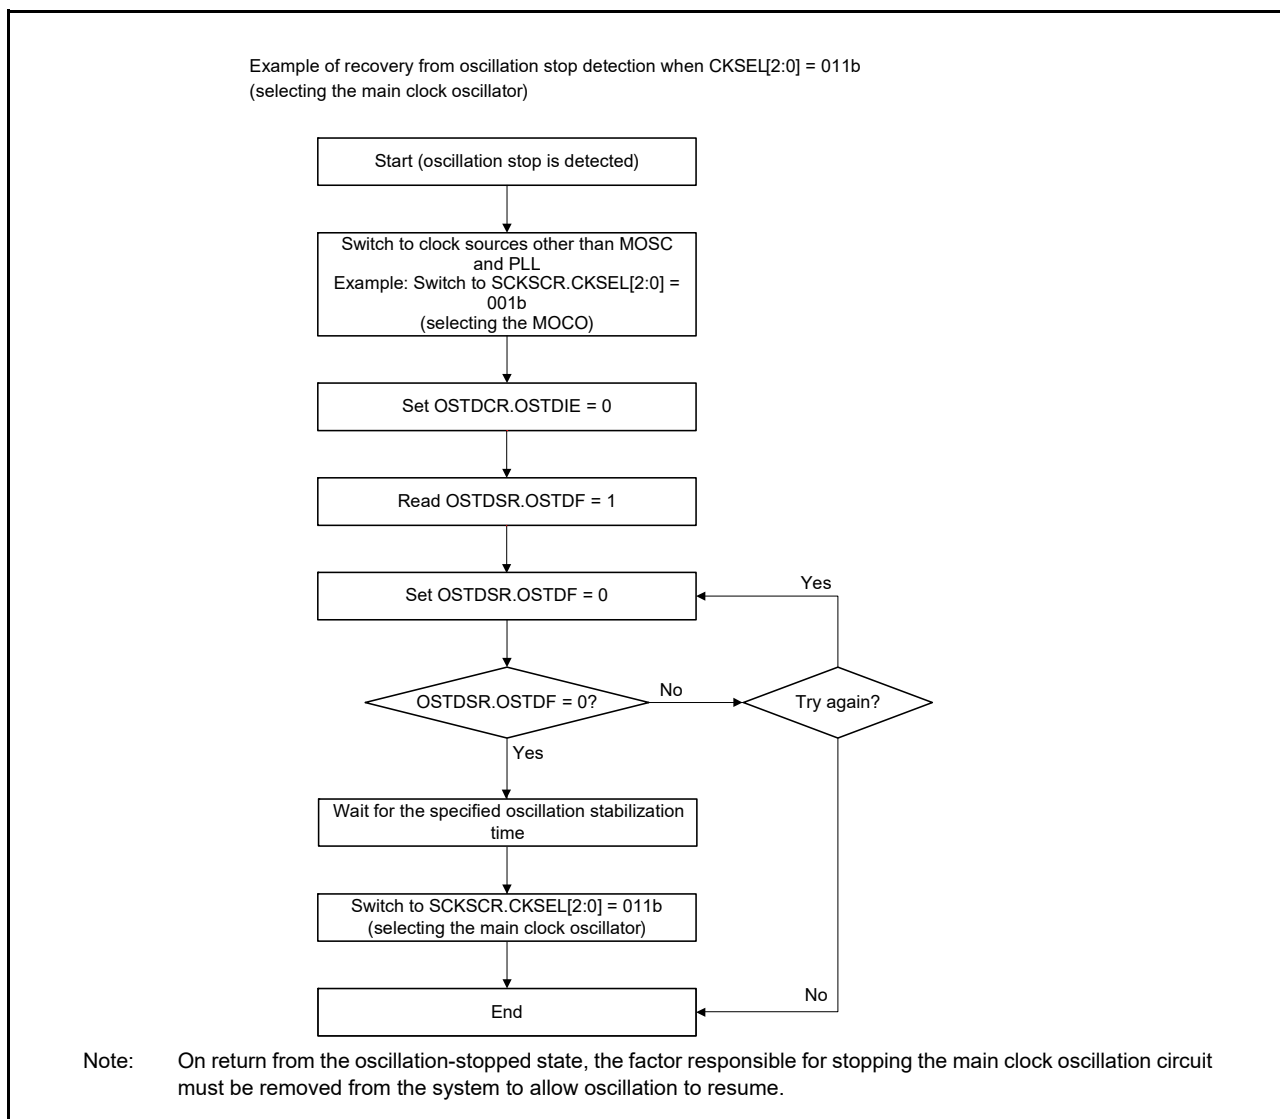 Example of recovery from oscillation stop detection when CKSEL[2:0] = 011b
(selecting the main clock oscillator)
Start (oscillation stop is detected)
Switch to clock sources other than MOSC
and PLL
Example: Switch to SCKSCR.CKSEL[2:0] =
001b
(selecting the MOCO)
Set OSTDCR.OSTDIE = 0
Read OSTDSR.OSTDF = 1
Set OSTDSR.OSTDF = 0
Yes
OSTDSR.OSTDF = 0?
No
Try again?
Yes
Wait for the specified oscillation stabilization
time
Switch to SCKSCR.CKSEL[2:0] = 011b
(selecting the main clock oscillator)
No
End
Note: On return from the oscillation-stopped state, the factor responsible for stopping the main clock oscillation circuit
must be removed from the system to allow oscillation to resume.